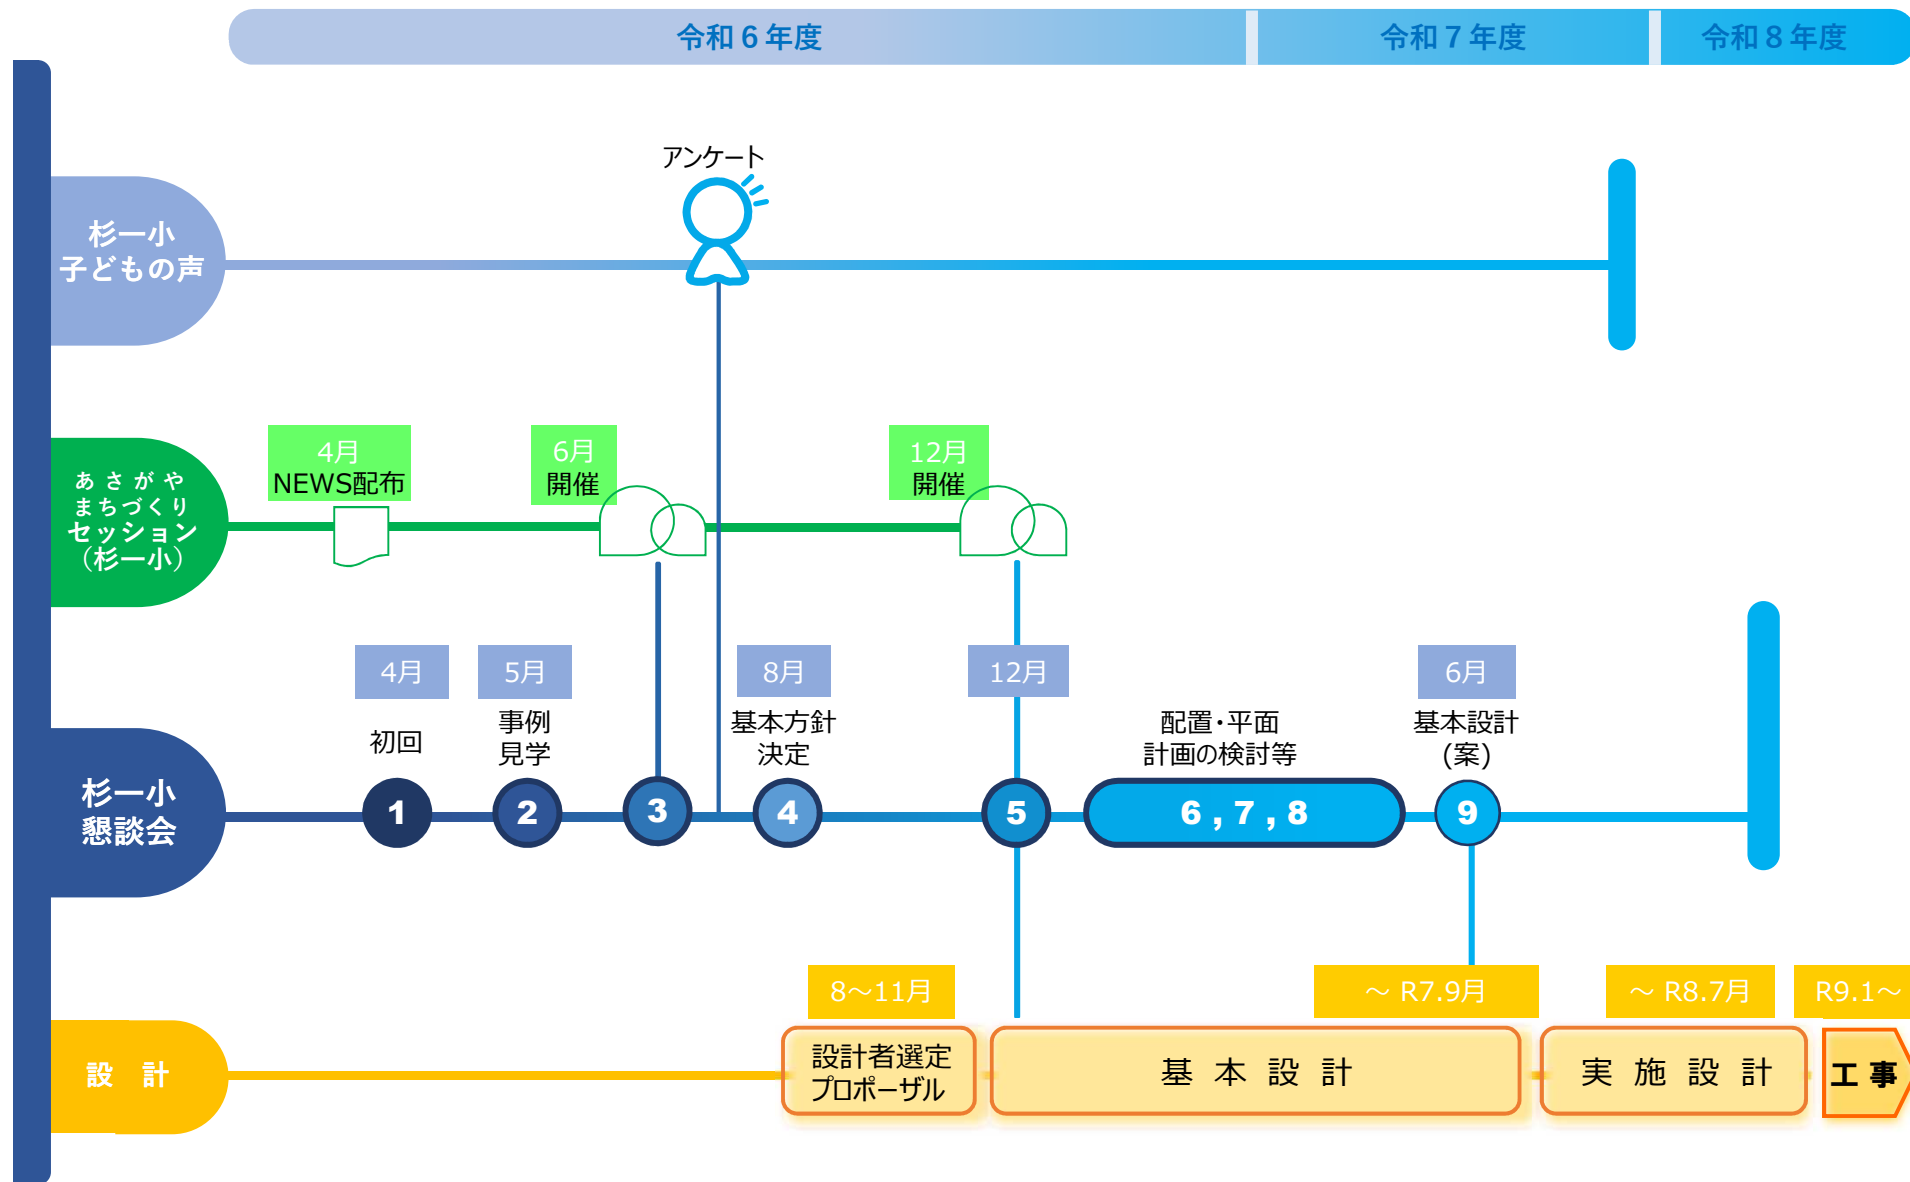 令和６年度
令和７年度
令和８年度
アンケート
杉一小
子どもの声
4月
NEWS配布
6月
開催
12月
開催
あさがや
まちづくり
セッション
（杉一小）
4月
初回
5月
事例
見学
8月
基本方針
決定
12月
配置・平面
計画の検討等
6月
基本設計
(案)
杉一小
懇談会
1
2
3
4
5
6 , 7 , 8
9
8～11月
～ R7.9月
～ R8.7月
R9.1～
設 計
設計者選定
プロポーザル
基 本 設 計
実 施 設 計
工 事